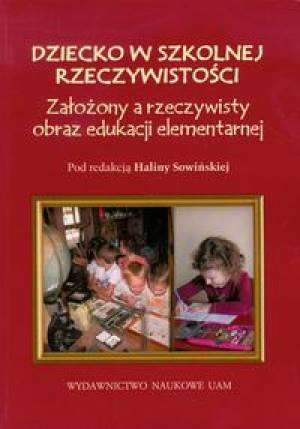 DZIECKO W SZKOLNEJ
RZECZYWISTOŚCI
Założony a rzeczywisty
obraz edukacji elementarnej
Pod redakcją Haliny Sowińskiej
WYDAWNICTWO NAUKOWE UAM